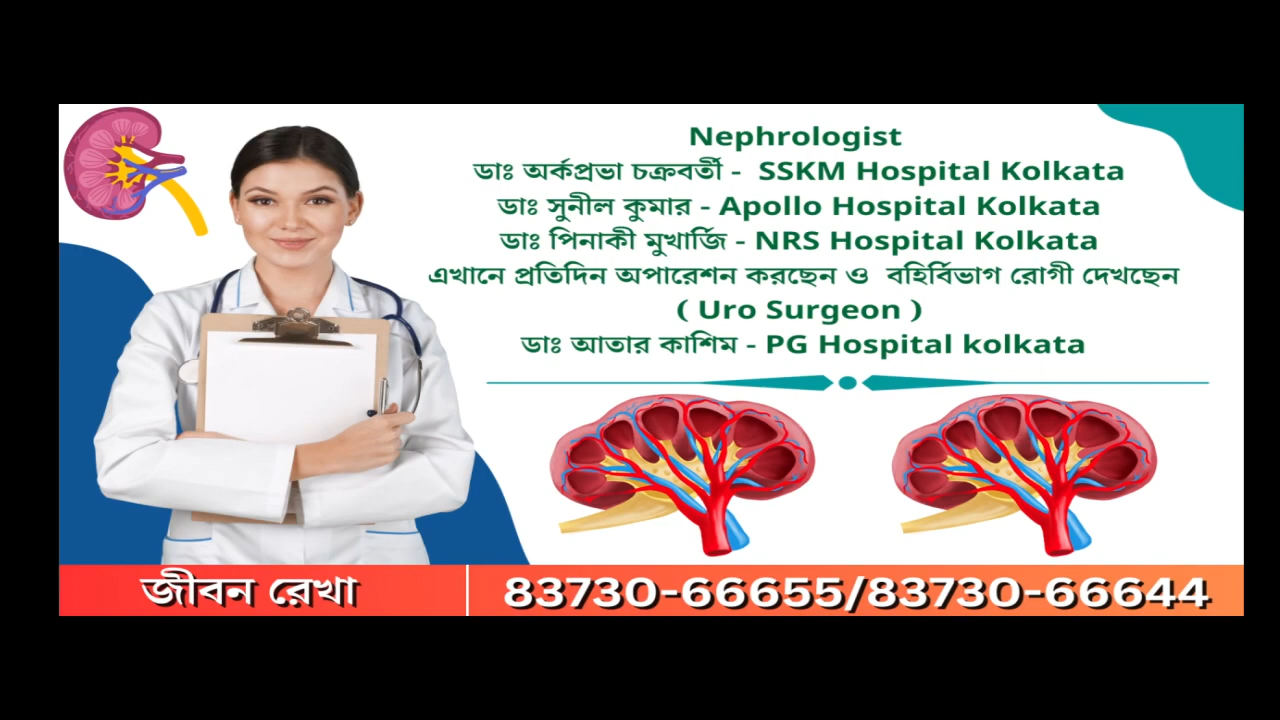 Nephrologist
ডাঃ অর্কপ্রভা চক্রবর্তী - SSKM Hospital Kolkata
ডাঃ সুনীল কুমার - Apollo Hospital Kolkata
ডাঃ পিনাকী মুখার্জি - NRS Hospital Kolkata
এখানে প্রতিদিন অপারেশন করছেন ও বহির্বিভাগ রোগী দেখছেন
( Uro Surgeon )
ডাঃ আতার কাশিম - PG Hospital kolkata
জীবন রেখা
83730-66655/83730-66644